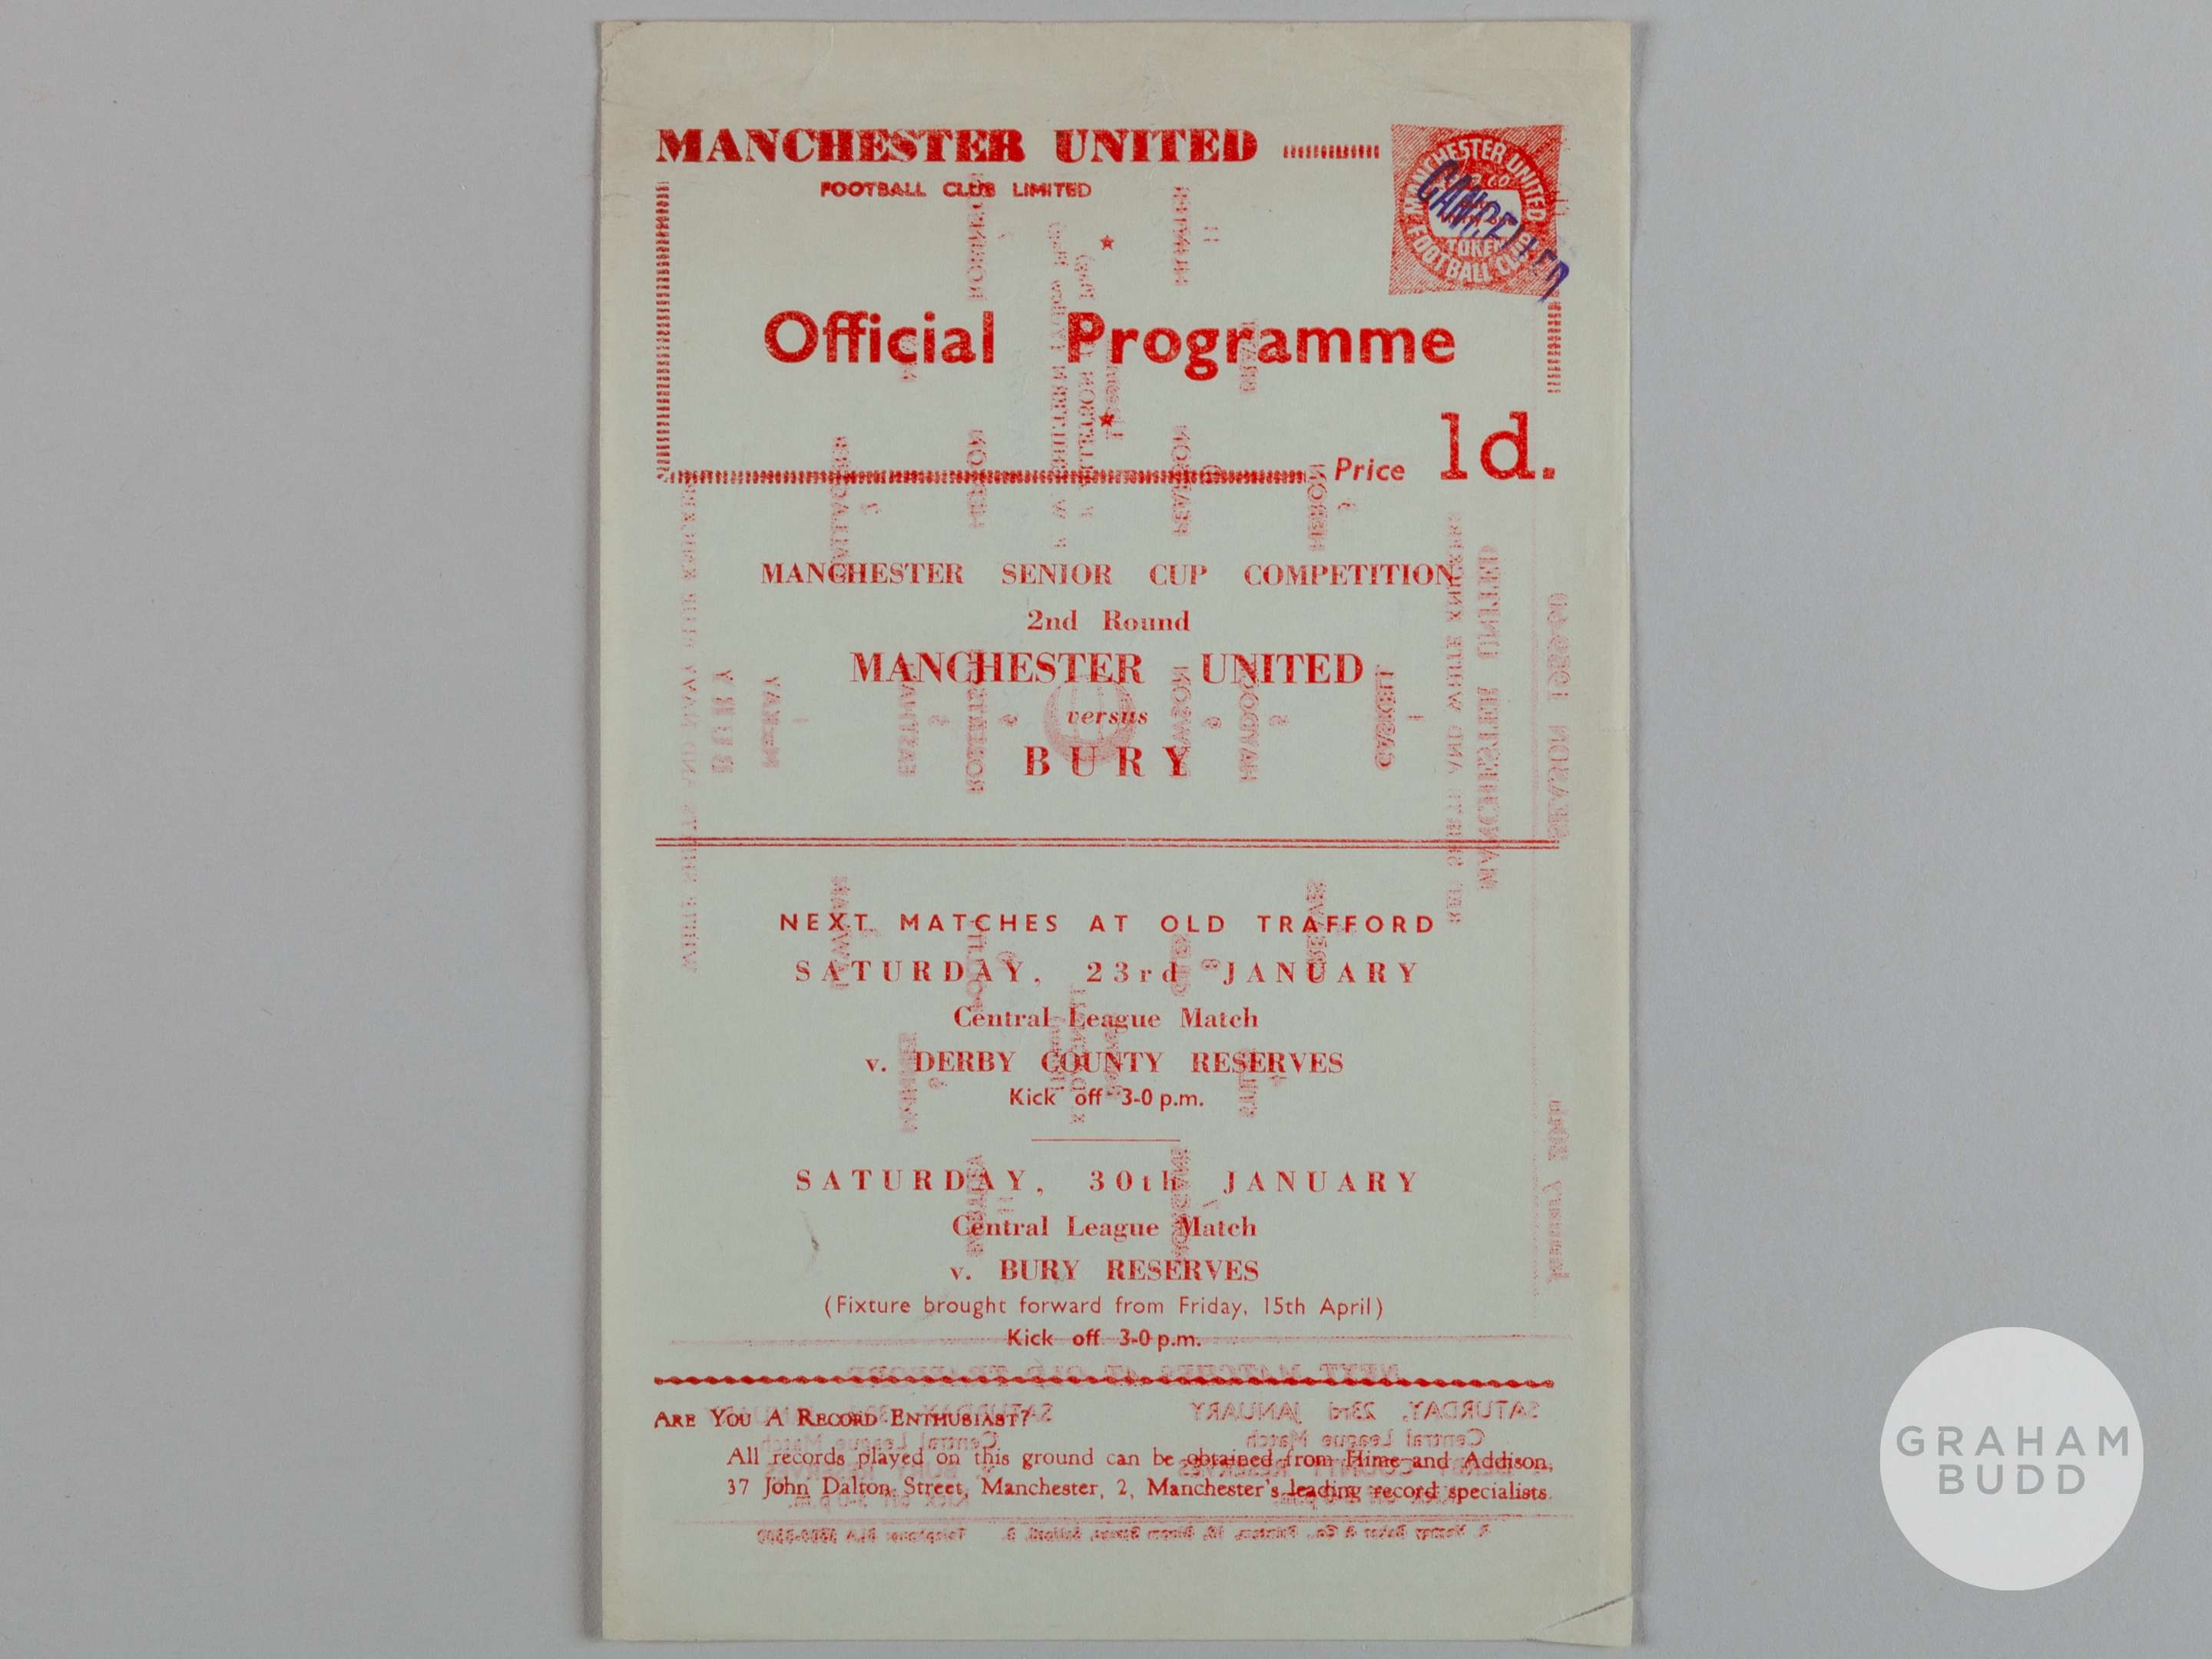 MANCHESTER UNITED
FOOTBALL CLUB LIMITED
MANCHESTER UNITED
FOOTBALL CLUB
TOKEN
CANCELLED
Official Programme
Price 1d.
MANCHESTER SENIOR CUP COMPETITION
2nd Round
MANCHESTER UNITED
versus
BURY
NEXT MATCHES AT OLD TRAFFORD
SATURDAY, 23rd JANUARY
Central League Match
v. DERBY COUNTY RESERVES
Kick off 3-0 p.m.
SATURDAY, 30th JANUARY
Central League Match
v. BURY RESERVES
(Fixture brought forward from Friday, 15th April)
Kick off 3-0 p.m.
ARE YOU A RECORD ENTHUSIAST?
All records played on this ground can be obtained from Hime and Addison,
37 John Dalton Street, Manchester, 2, Manchester's leading record specialists.
GRAHAM
BUDD